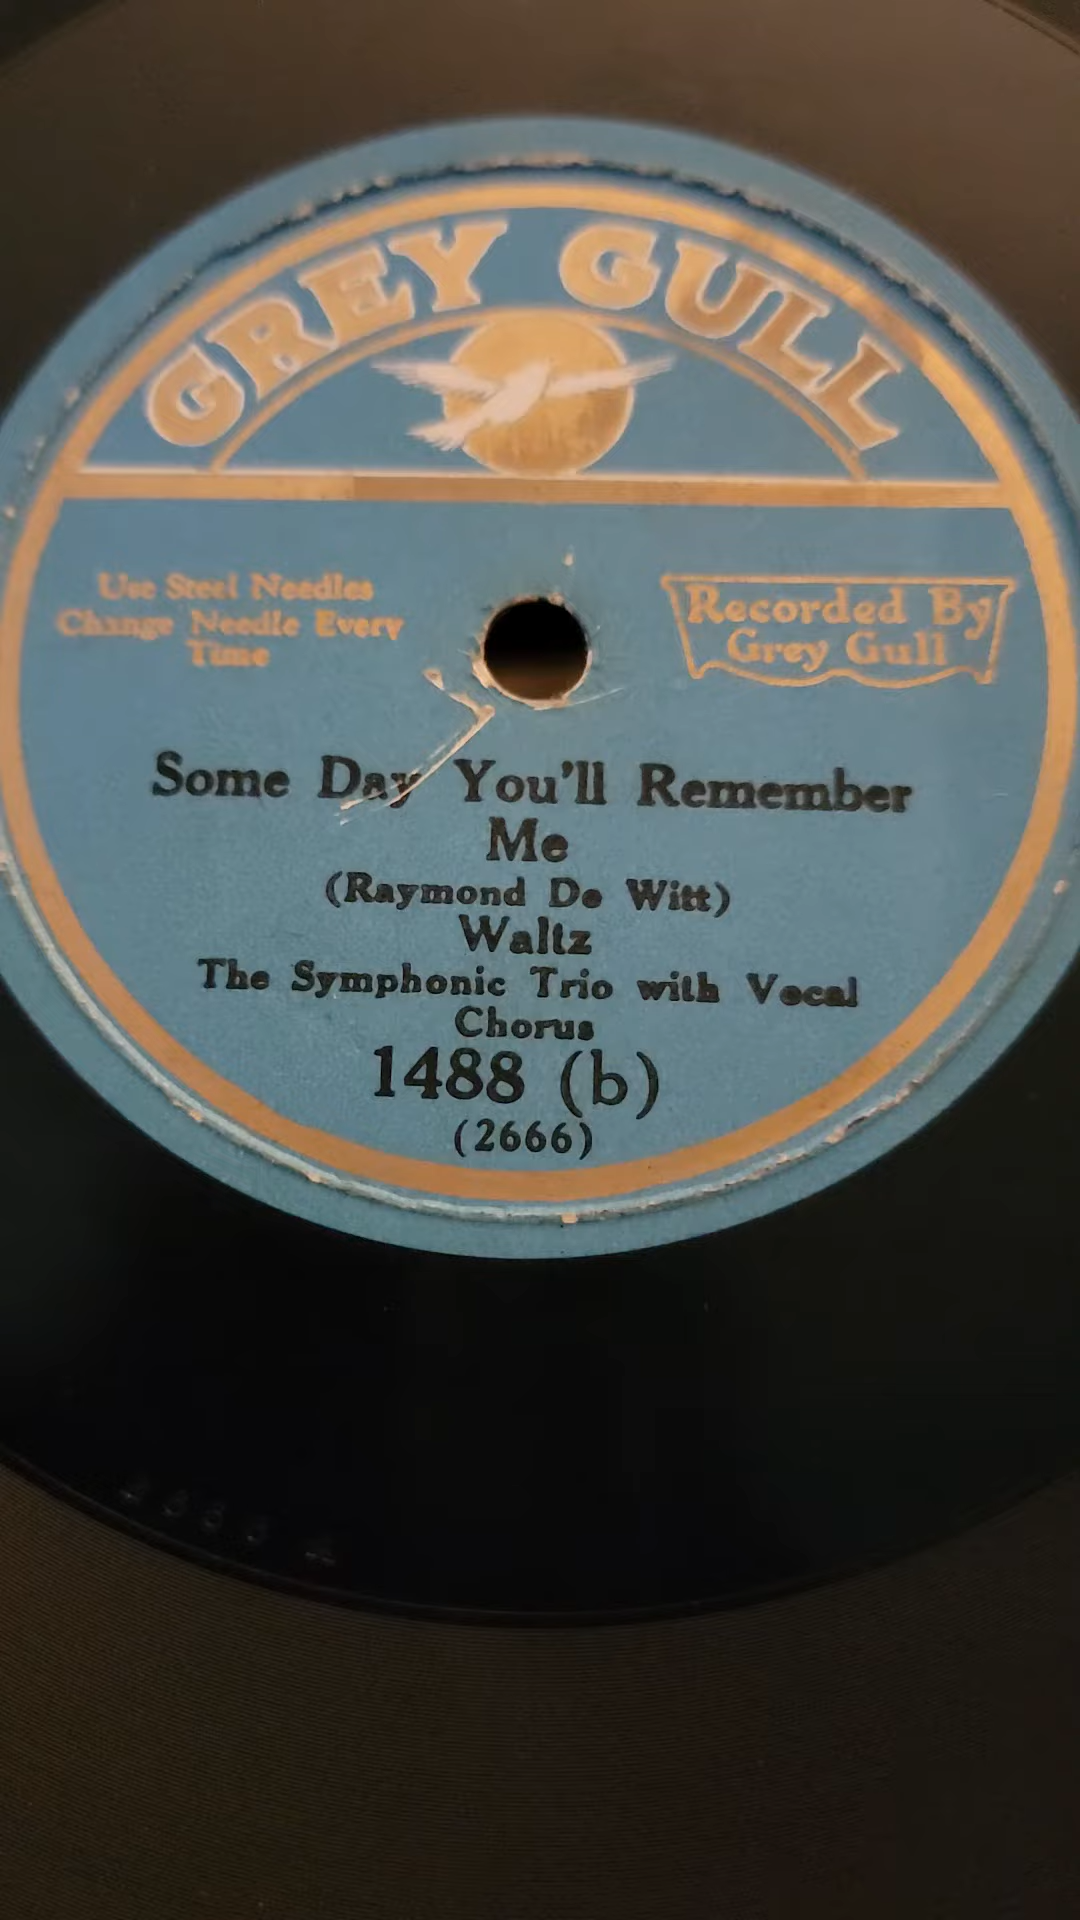 GREY GULL
Use Steel Needles
Change Needle Every
Time
Recorded By
Grey Gull
Some Day You'll Remember
Me
(Raymond De Witt)
Waltz
The Symphonic Trio with Vocal
Chorus
1488 (b)
(2666)